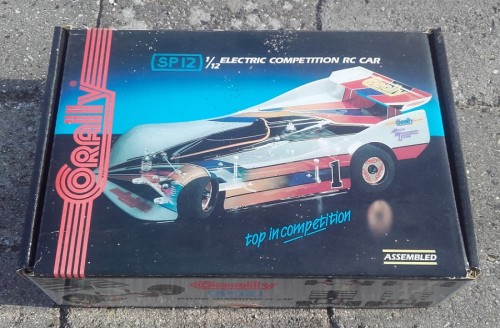 CORALLY
SP12 1/12 ELECTRIC COMPETITION RC CAR
1
top in competition
ASSEMBLED